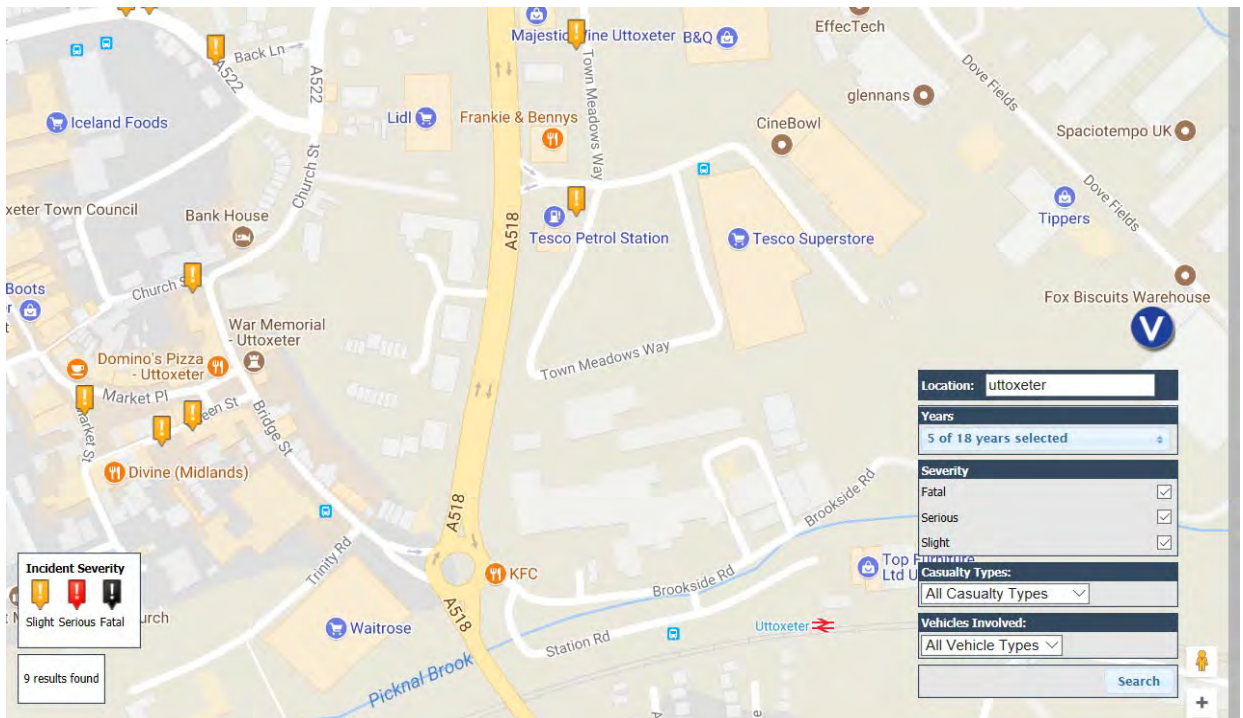 EffecTech
Majestic Wine Uttoxeter
B&Q
Back Ln
A522
A522
Town Meadows Way
Dove Fields
glennans
Iceland Foods
Lidl
Frankie & Bennys
CineBowl
Spaciotempo UK
Church St
xeter Town Council
Bank House
A518
Tesco Petrol Station
Tesco Superstore
Tippers
Dove Fields
Boots
Church S
Fox Biscuits Warehouse
V
War Memorial
- Uttoxeter
Domino's Pizza
- Uttoxeter
Town Meadows Way
Market Pl
Market St
een St
Bridge St
Divine (Midlands)
A518
Brookside Rd
Trinity Rd
KFC
Brookside Rd
Top Furniture
Ltd U
A518
Waitrose
Station Rd
Uttoxeter
Picknal Brook
urch
Location: uttoxeter
Years
5 of 18 years selected
Severity
Fatal
Serious
Slight
Casualty Types:
All Casualty Types
Vehicles Involved:
All Vehicle Types
Search
+
Incident Severity
Slight Serious Fatal
9 results found